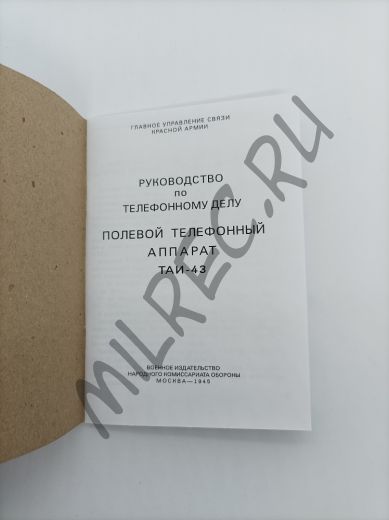 ГЛАВНОЕ УПРАВЛЕНИЕ СВЯЗИ
КРАСНОЙ АРМИИ
РУКОВОДСТВО
ПО
ТЕЛЕФОННОМУ ДЕЛУ
ПОЛЕВОЙ ТЕЛЕФОННЫЙ
АППАРАТ
ТАИ-43
ВОЕННОЕ ИЗДАТЕЛЬСТВО
НАРОДНОГО КОМИССАРИАТА ОБОРОНЫ
МОСКВА—1945
MILREC.RU